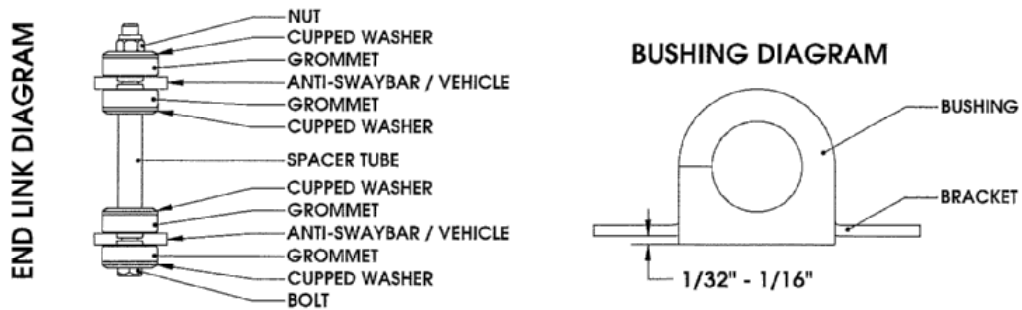 END LINK DIAGRAM
NUT
CUPPED WASHER
GROMMET
ANTI-SWAYBAR / VEHICLE
GROMMET
CUPPED WASHER
SPACER TUBE
CUPPED WASHER
GROMMET
ANTI-SWAYBAR / VEHICLE
GROMMET
CUPPED WASHER
BOLT
BUSHING DIAGRAM
BUSHING
BRACKET
1/32" - 1/16"